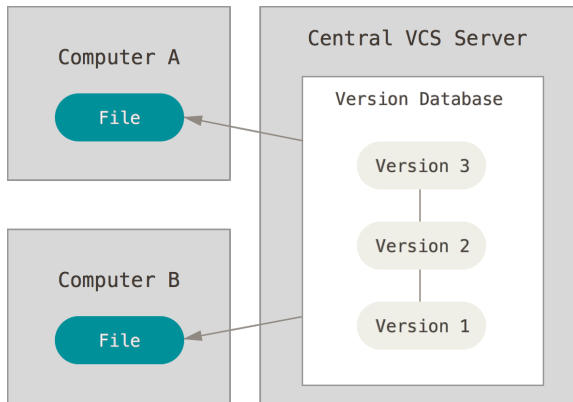 Computer A
File
Computer B
File
Central VCS Server
Version Database
Version 3
Version 2
Version 1